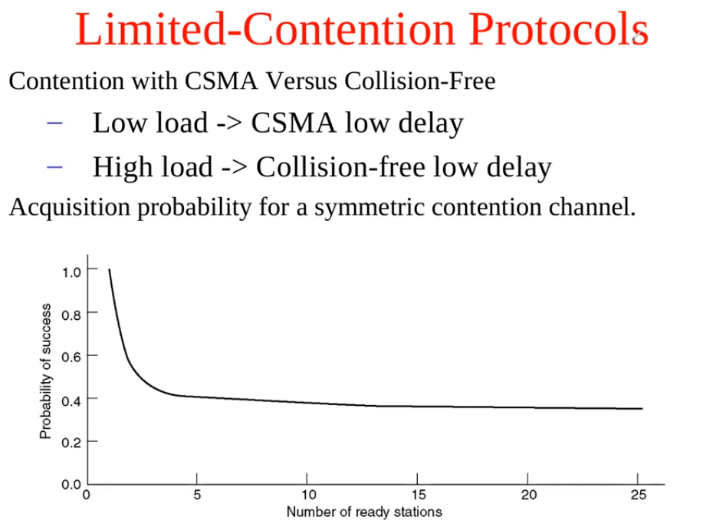 Limited-Contention Protocols
Contention with CSMA Versus Collision-Free
– Low load -> CSMA low delay
– High load -> Collision-free low delay
Acquisition probability for a symmetric contention channel.
Probability of success
1.0
0.8
0.6
0.4
0.2
0.0
0 5 10 15 20 25
Number of ready stations